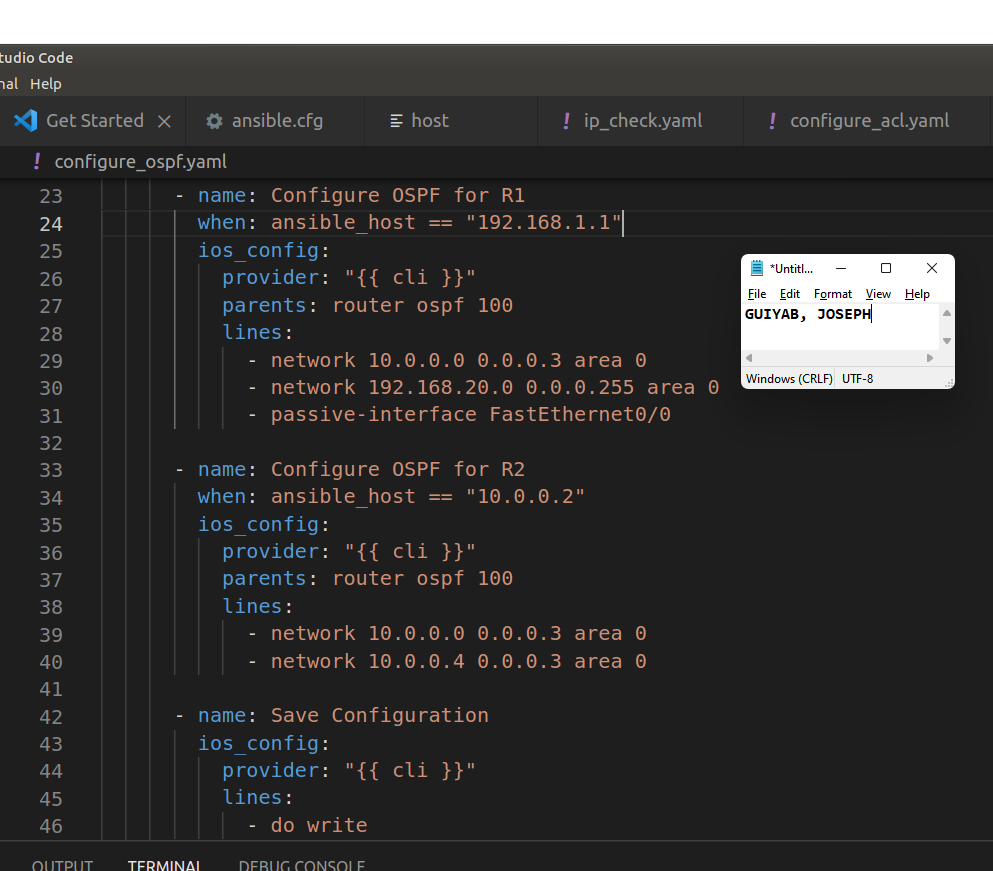 tudio Code
nal Help
Get Started ansible.cfg host ! ip_check.yaml ! configure_acl.yaml
! configure_ospf.yaml
23 - name: Configure OSPF for R1
24 when: ansible_host == "192.168.1.1"
25 ios_config:
26 provider: "{{ cli }}"
27 parents: router ospf 100
28 lines:
29 - network 10.0.0.0 0.0.0.3 area 0
30 - network 192.168.20.0 0.0.0.255 area 0
31 - passive-interface FastEthernet0/0
32
33 - name: Configure OSPF for R2
34 when: ansible_host == "10.0.0.2"
35 ios_config:
36 provider: "{{ cli }}"
37 parents: router ospf 100
38 lines:
39 - network 10.0.0.0 0.0.0.3 area 0
40 - network 10.0.0.4 0.0.0.3 area 0
41
42 - name: Save Configuration
43 ios_config:
44 provider: "{{ cli }}"
45 lines:
46 - do write
OUTPUT TERMINAL DEBUG CONSOLE
*Untitl...
File Edit Format View Help
GUIYAB, JOSEPH
Windows (CRLF) UTF-8